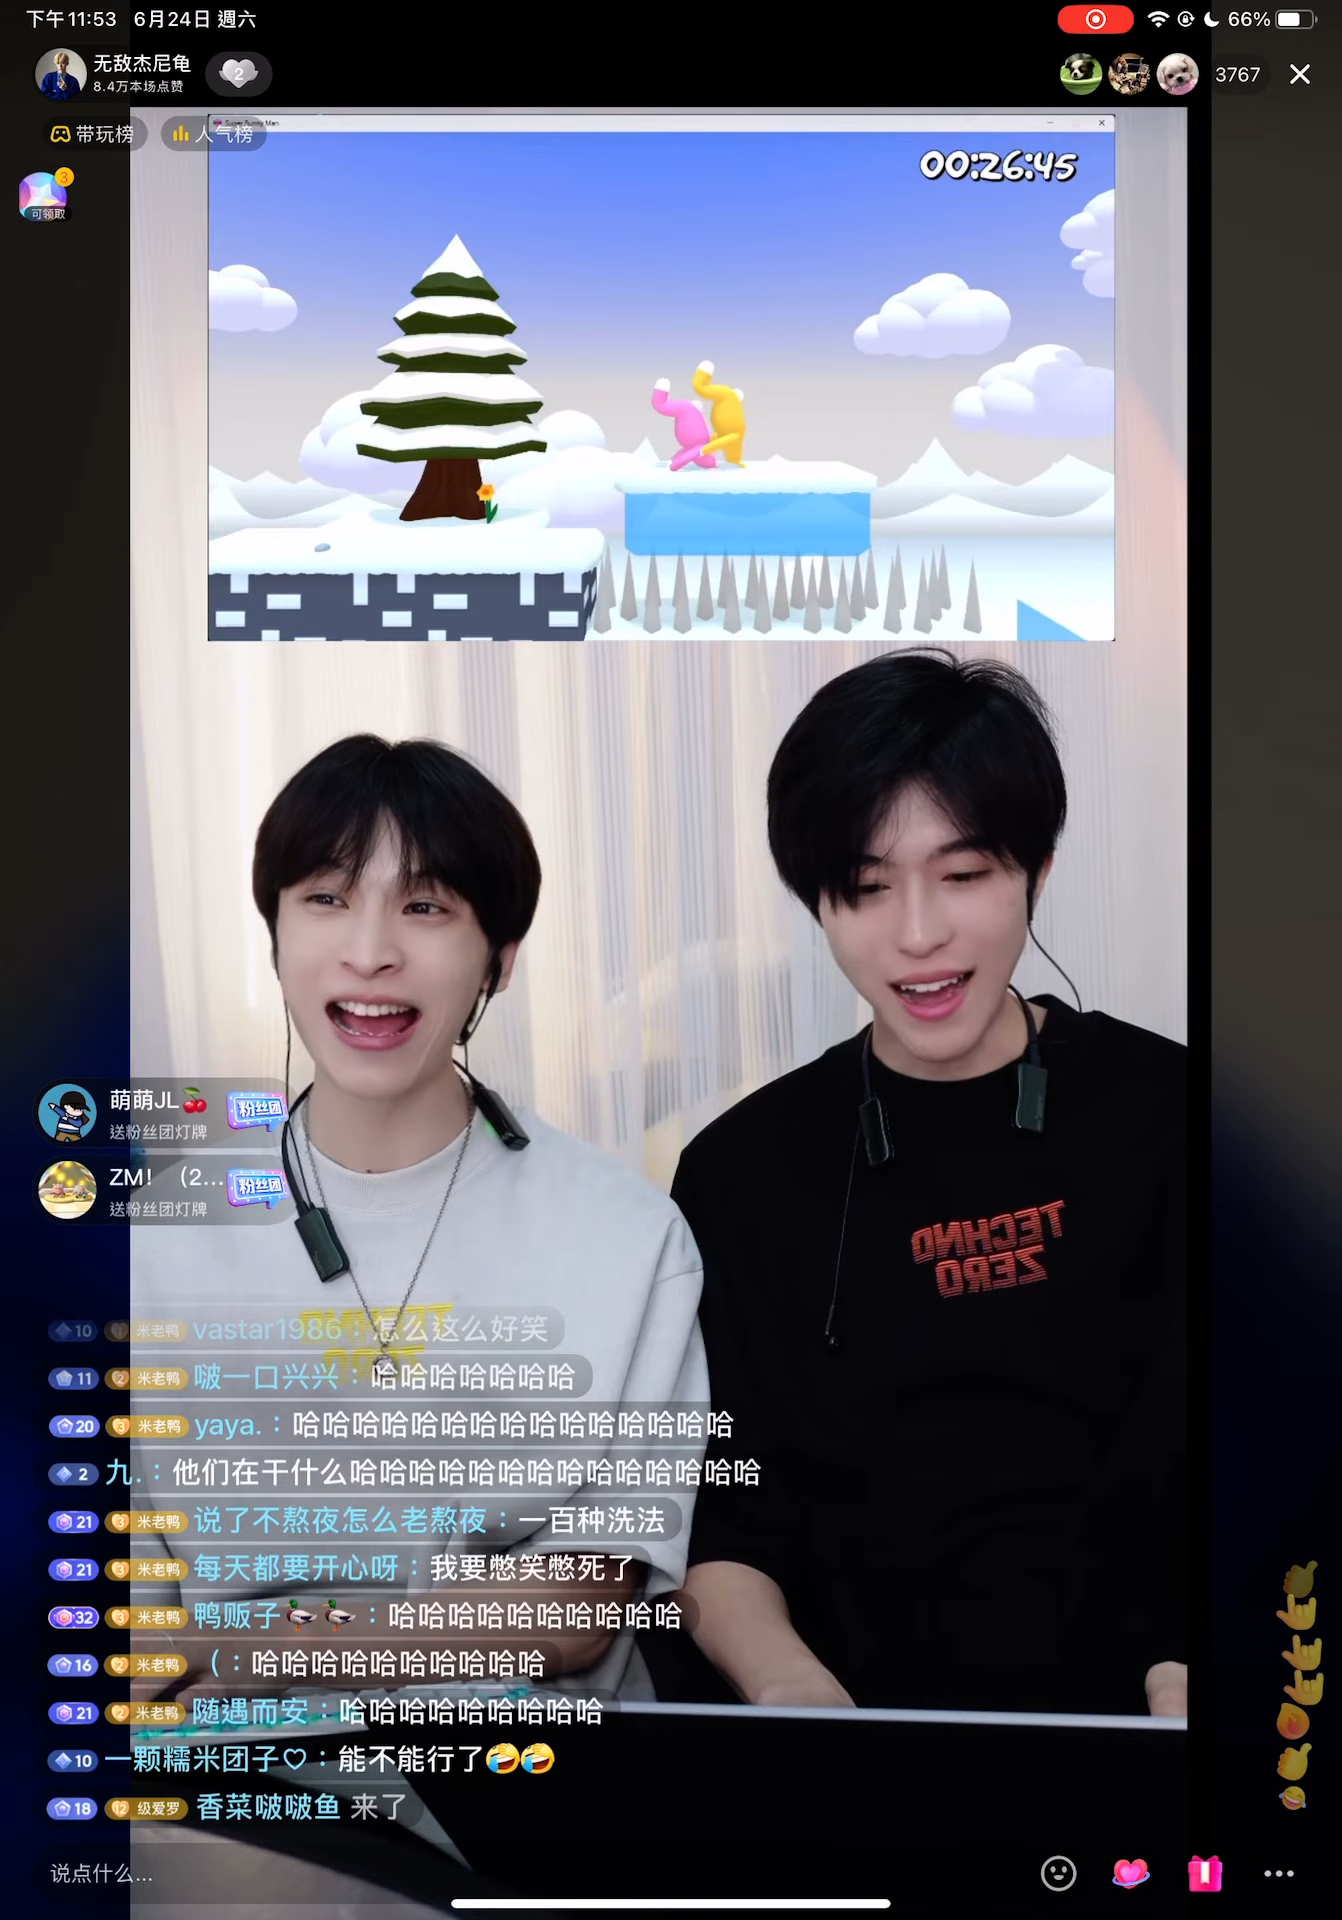 下午11:53 6月24日 週六
66%
无敌杰尼龟
8.4万本场点赞
2
3767
带玩榜
人气榜
Super Bunny Man
00:26:45
3
可领取
萌萌JL🍒
送粉丝团灯牌
粉丝团
ZM! （2...
送粉丝团灯牌
粉丝团
TECHNO
ZERO
10 1 米老鸭 vastar1986：怎么这么好笑
11 2 米老鸭 啵一口兴兴：哈哈哈哈哈哈哈
20 3 米老鸭 yaya.：哈哈哈哈哈哈哈哈哈哈哈哈哈哈哈
2 九.：他们在干什么哈哈哈哈哈哈哈哈哈哈哈哈哈哈
21 3 米老鸭 说了不熬夜怎么老熬夜：一百种洗法
21 3 米老鸭 每天都要开心呀：我要憋笑憋死了
32 3 米老鸭 鸭贩子🦆🦆：哈哈哈哈哈哈哈哈哈哈
16 2 米老鸭 （：哈哈哈哈哈哈哈哈哈哈
21 2 米老鸭 随遇而安：哈哈哈哈哈哈哈哈哈
10 一颗糯米团子♡：能不能行了🤣🤣
18 12 级爱罗 香菜啵啵鱼 来了
说点什么...